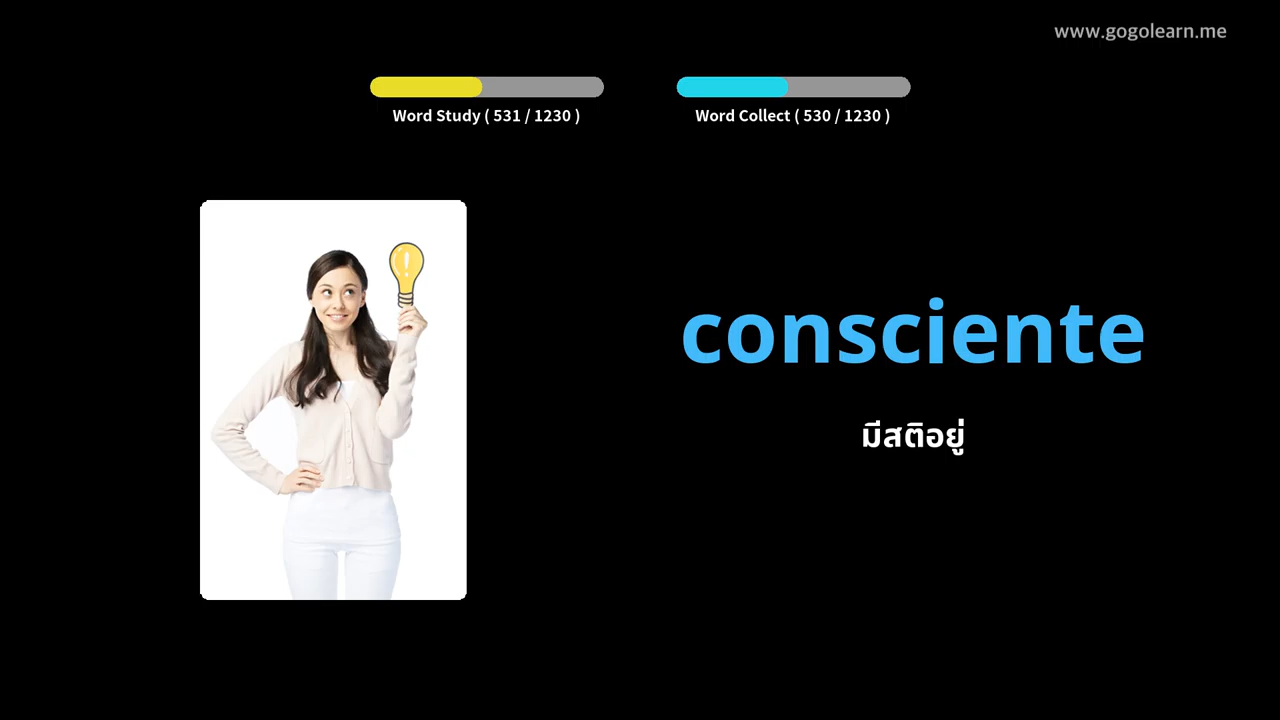 www.gogolearn.me
Word Study ( 531 / 1230 )
Word Collect ( 530 / 1230 )
consciente
มีสติอยู่